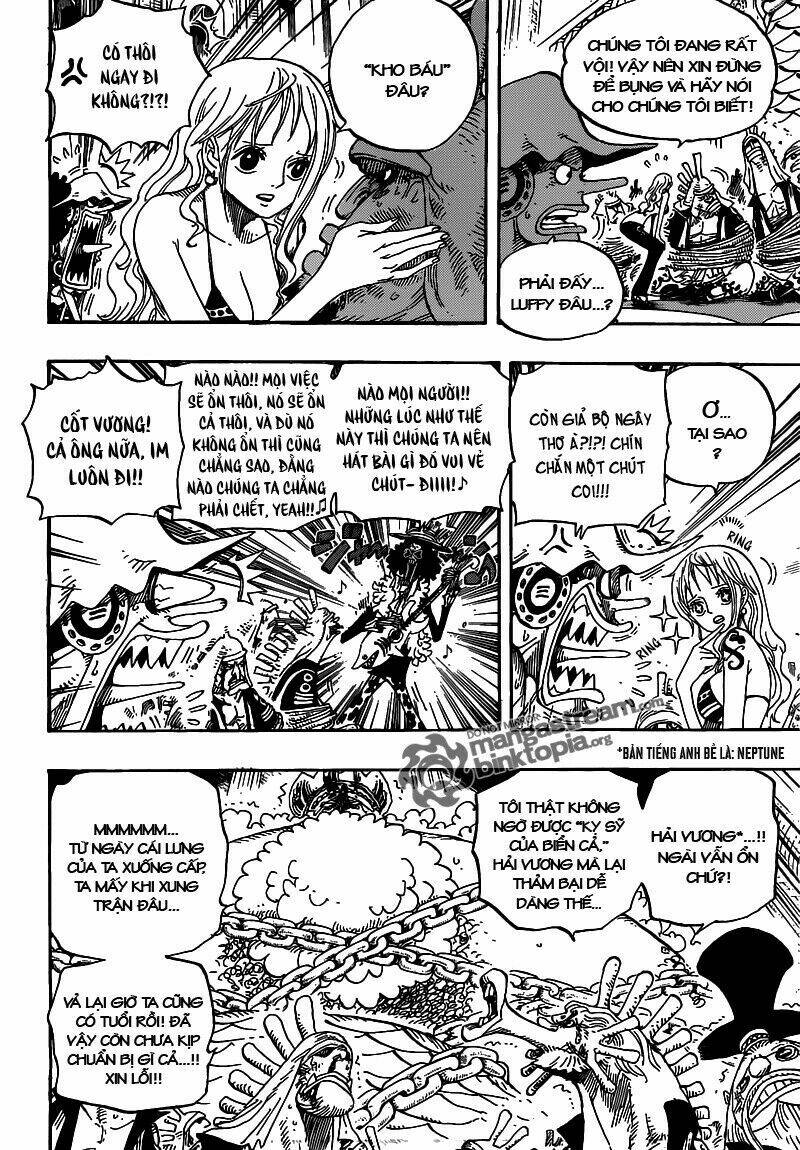 CHÚNG TÔI ĐANG RẤT
VỘI! VẬY NÊN XIN ĐỪNG
ĐỂ BỤNG VÀ HÃY NÓI
CHO CHÚNG TÔI BIẾT!
PHẢI ĐẤY...
LUFFY ĐÂU...?
"KHO BÁU"
ĐÂU?
CÓ THÔI
NGAY ĐI
KHÔNG?!?!
Ơ...
TẠI SAO
?
CÒN GIẢ BỘ NGÂY
THƠ À?!?! CHÍN
CHẮN MỘT CHÚT
COI!!!
RING
RING
NÀO MỌI NGƯỜI!!
NHỮNG LÚC NHƯ THẾ
NÀY THÌ CHÚNG TA NÊN
HÁT BÀI GÌ ĐÓ VUI VẺ
CHÚT- ĐIIII!♪
NÀO NÀO!! MỌI VIỆC
SẼ ỔN THÔI, NÓ SẼ ỔN
CẢ THÔI, VÀ DÙ NÓ
KHÔNG ỔN THÌ CŨNG
CHẲNG SAO, ĐẰNG
NÀO CHÚNG TA CHẲNG
PHẢI CHẾT, YEAH!!♫
CỐT VƯƠNG!
CẢ ÔNG NỮA, IM
LUÔN ĐI!!
mangastream.com
binktopia.org
*BẢN TIẾNG ANH ĐỀ LÀ: NEPTUNE
HẢI VƯƠNG*...!!
NGÀI VẪN ỔN
CHỨ?!
TÔI THẬT KHÔNG
NGỜ ĐƯỢC "KỴ SỸ
CỦA BIỂN CẢ,"
HẢI VƯƠNG MÀ LẠI
THẢM BẠI DỄ
DÀNG THẾ...
MMMMMM...
TỪ NGÀY CÁI LƯNG
CỦA TA XUỐNG CẤP,
TA MẤY KHI XUNG
TRẬN ĐÂU...
VẢ LẠI GIỜ TA CŨNG
CÓ TUỔI RỒI! ĐÃ
VẬY CÒN CHƯA KỊP
CHUẨN BỊ GÌ CẢ...!!
XIN LỖI!!